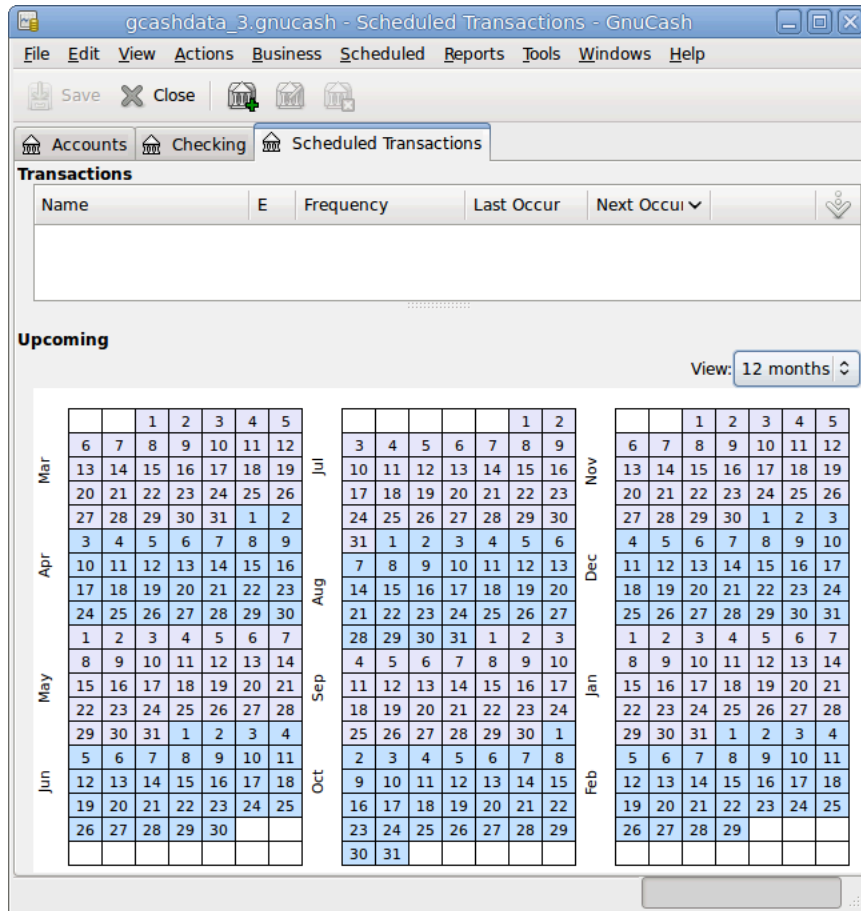 gcashdata_3.gnucash - Scheduled Transactions - GnuCash
File Edit View Actions Business Scheduled Reports Tools Windows Help
Save Close
Accounts Checking Scheduled Transactions
Transactions
Name E Frequency Last Occur Next Occur
Upcoming
View: 12 months
Mar
Apr
May
Jun
1 2 3 4 5
6 7 8 9 10 11 12
13 14 15 16 17 18 19
20 21 22 23 24 25 26
27 28 29 30 31 1 2
3 4 5 6 7 8 9
10 11 12 13 14 15 16
17 18 19 20 21 22 23
24 25 26 27 28 29 30
1 2 3 4 5 6 7
8 9 10 11 12 13 14
15 16 17 18 19 20 21
22 23 24 25 26 27 28
29 30 31 1 2 3 4
5 6 7 8 9 10 11
12 13 14 15 16 17 18
19 20 21 22 23 24 25
26 27 28 29 30
Jul
Aug
Sep
Oct
1 2
3 4 5 6 7 8 9
10 11 12 13 14 15 16
17 18 19 20 21 22 23
24 25 26 27 28 29 30
31 1 2 3 4 5 6
7 8 9 10 11 12 13
14 15 16 17 18 19 20
21 22 23 24 25 26 27
28 29 30 31 1 2 3
4 5 6 7 8 9 10
11 12 13 14 15 16 17
18 19 20 21 22 23 24
25 26 27 28 29 30 1
2 3 4 5 6 7 8
9 10 11 12 13 14 15
16 17 18 19 20 21 22
23 24 25 26 27 28 29
30 31
Nov
Dec
Jan
Feb
1 2 3 4 5
6 7 8 9 10 11 12
13 14 15 16 17 18 19
20 21 22 23 24 25 26
27 28 29 30 1 2 3
4 5 6 7 8 9 10
11 12 13 14 15 16 17
18 19 20 21 22 23 24
25 26 27 28 29 30 31
1 2 3 4 5 6 7
8 9 10 11 12 13 14
15 16 17 18 19 20 21
22 23 24 25 26 27 28
29 30 31 1 2 3 4
5 6 7 8 9 10 11
12 13 14 15 16 17 18
19 20 21 22 23 24 25
26 27 28 29